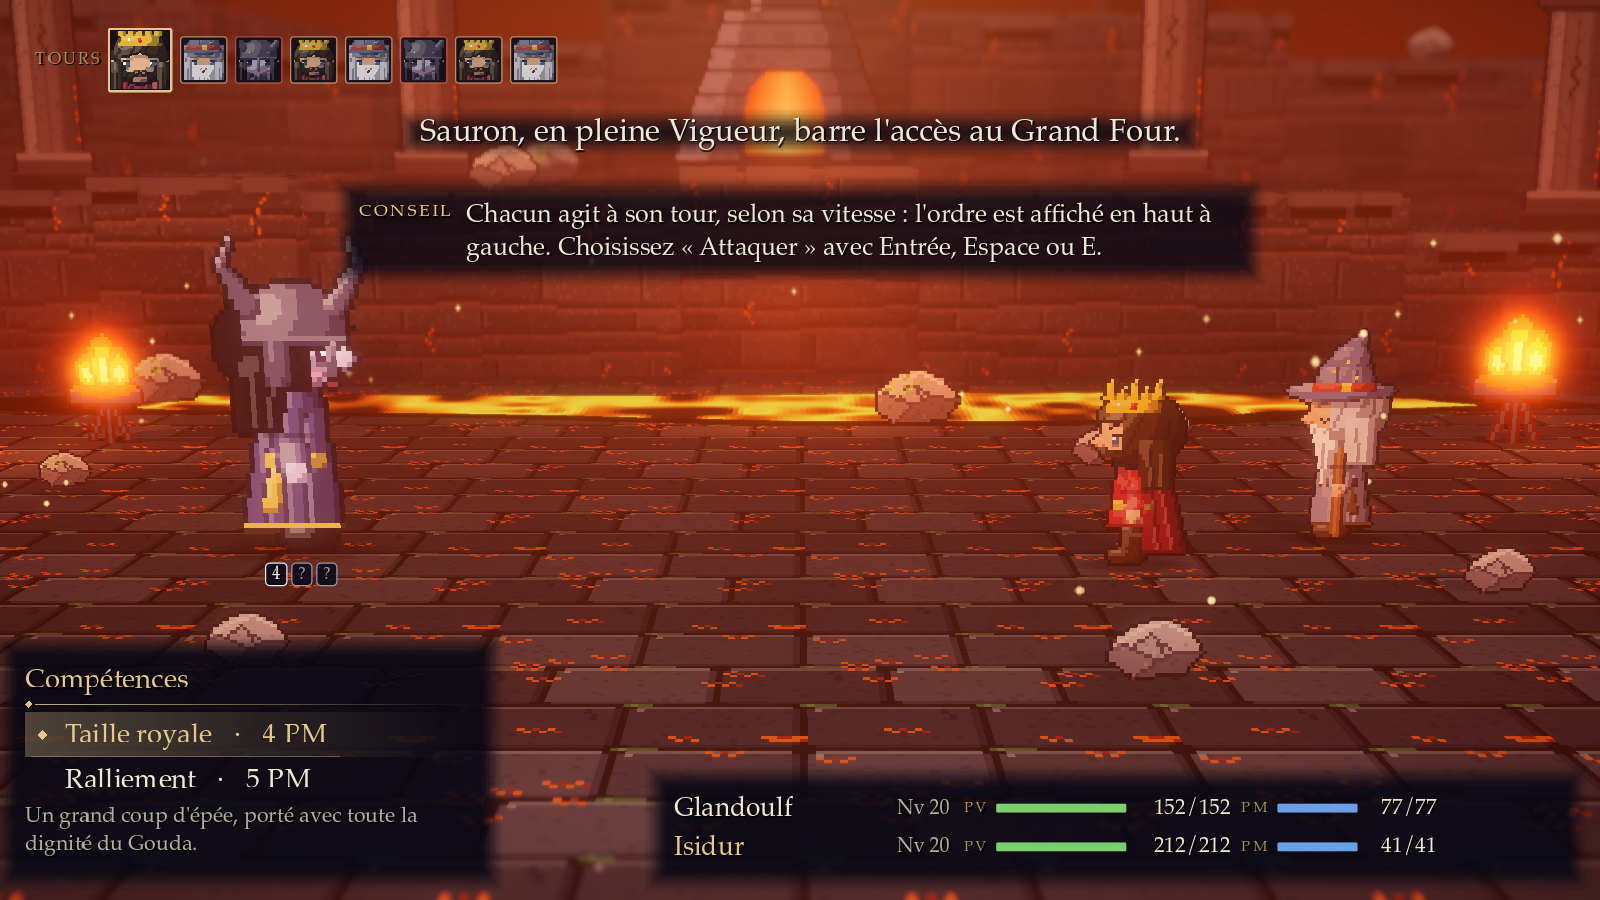 TOURS
Sauron, en pleine Vigueur, barre l'accès au Grand Four.
CONSEIL Chacun agit à son tour, selon sa vitesse : l'ordre est affiché en haut à
gauche. Choisissez « Attaquer » avec Entrée, Espace ou E.
4 ? ?
Compétences
Taille royale · 4 PM
Ralliement · 5 PM
Un grand coup d'épée, porté avec toute la
dignité du Gouda.
Glandoulf Nv 20 PV 152/152 PM 77/77
Isidur Nv 20 PV 212/212 PM 41/41